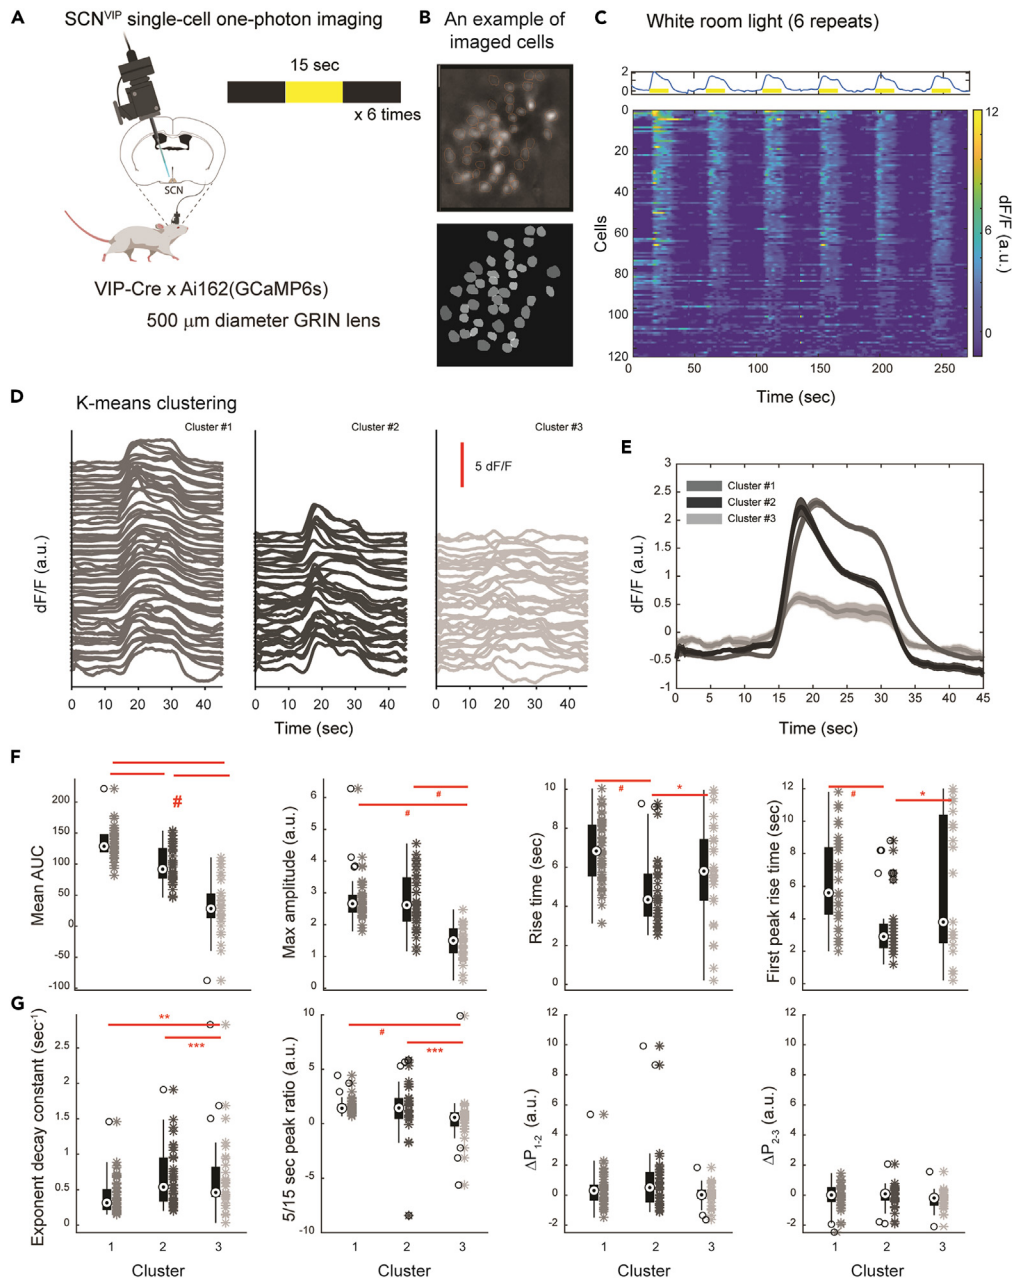 A
SCNVIP single-cell one-photon imaging
15 sec
x 6 times
SCN
VIP-Cre x Ai162(GCaMP6s)
500 μm diameter GRIN lens
B
An example of
imaged cells
C
White room light (6 repeats)
2
0
0
20
40
60
80
100
120
Cells
0
50
100
150
200
250
Time (sec)
12
6
0
dF/F (a.u.)
D
K-means clustering
Cluster #1
Cluster #2
Cluster #3
5 dF/F
dF/F (a.u.)
0 10 20 30 40
0 10 20 30 40
0 10 20 30 40
Time (sec)
E
Cluster #1
Cluster #2
Cluster #3
3
2.5
2
1.5
1
0.5
0
-0.5
-1
dF/F (a.u.)
0 5 10 15 20 25 30 35 40 45
Time (sec)
F
#
Mean AUC
200
150
100
50
0
-50
-100
#
#
Max amplitude (a.u.)
6
5
4
3
2
1
0
#
*
Rise time (sec)
10
8
6
4
2
0
#
*
First peak rise time (sec)
12
10
8
6
4
2
0
G
**
***
Exponent decay constant (sec-1)
2.5
2
1.5
1
0.5
0
1 2 3
Cluster
#
***
5/15 sec peak ratio (a.u.)
10
5
0
-5
-10
1 2 3
Cluster
ΔP1-2 (a.u.)
12
10
8
6
4
2
0
-2
1 2 3
Cluster
ΔP2-3 (a.u.)
12
10
8
6
4
2
0
-2
1 2 3
Cluster